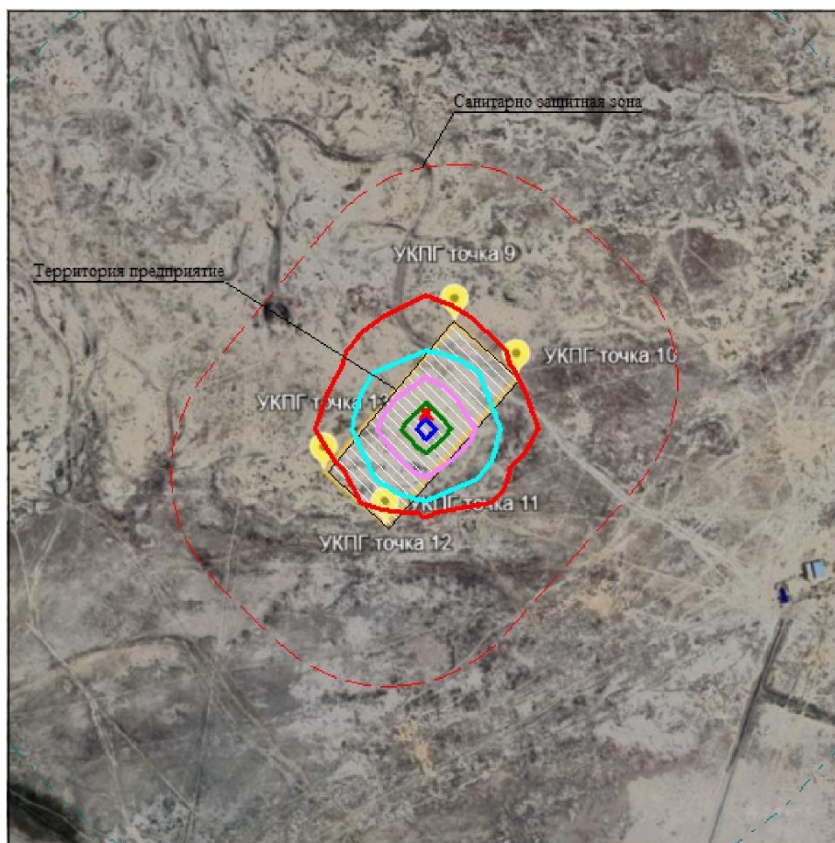 Санитарно защитная зона
УКПГ точка 9
Территория предприятие
УКПГ точка 10
УКПГ точка 13
УКПГ точка 11
УКПГ точка 12